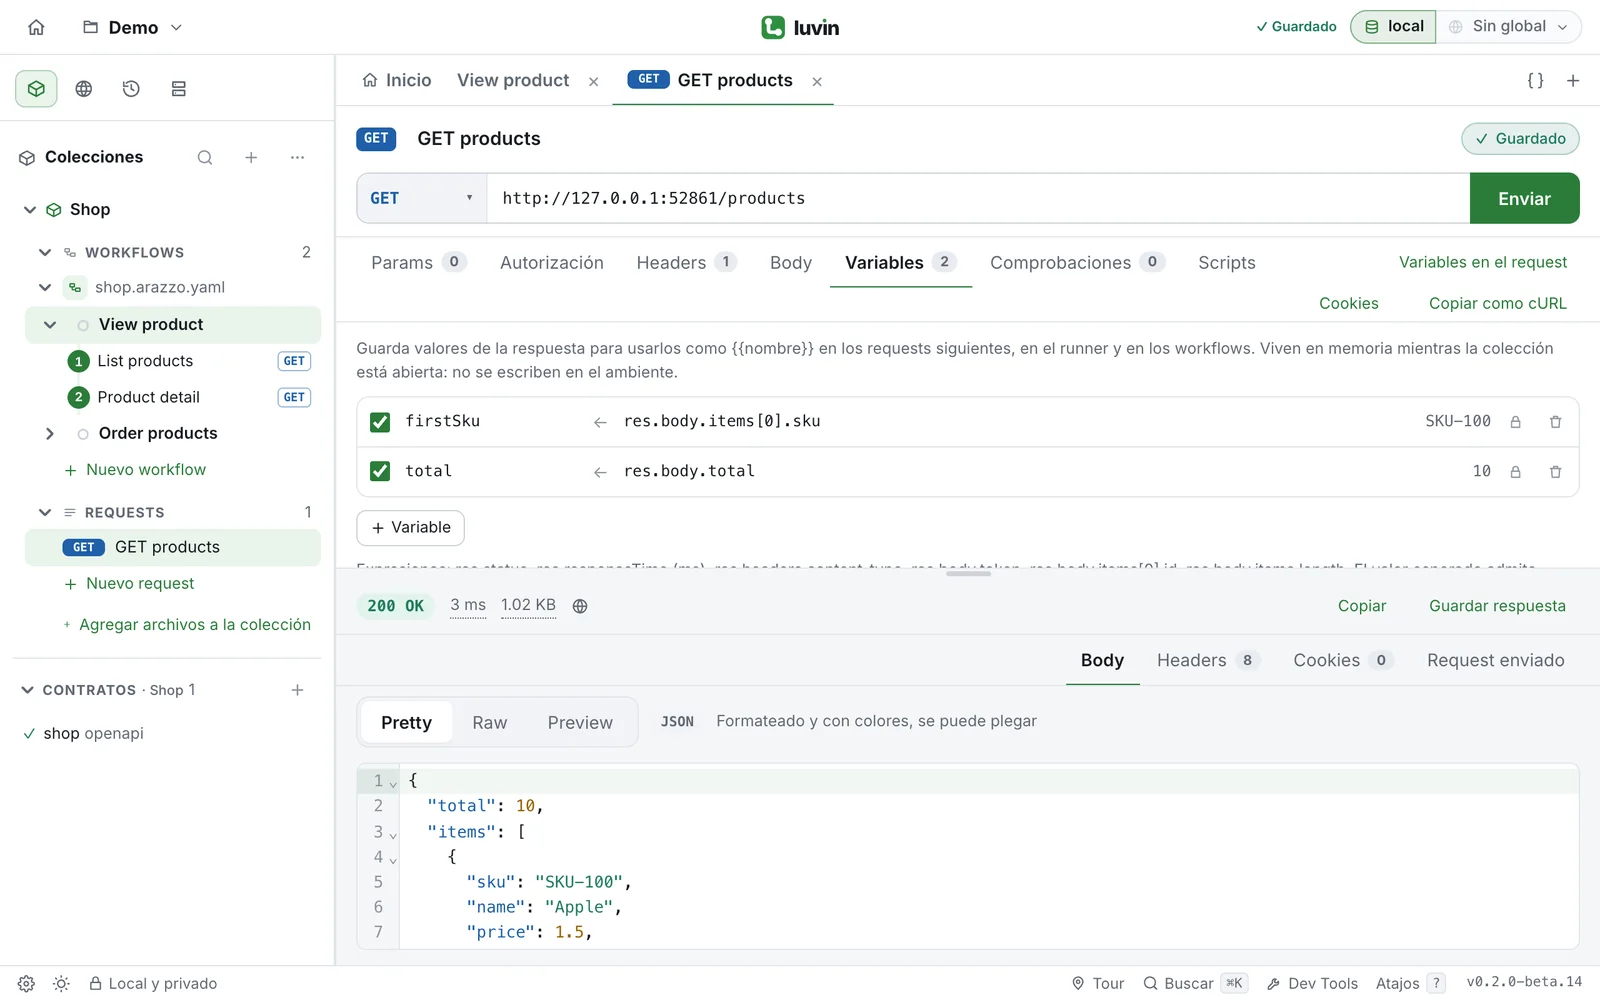 Demo
luvin
Guardado
local
Sin global
Inicio
View product
GET GET products
{ }
Colecciones
Shop
WORKFLOWS 2
shop.arazzo.yaml
View product
1 List products GET
2 Product detail GET
Order products
+ Nuevo workflow
REQUESTS 1
GET GET products
+ Nuevo request
+ Agregar archivos a la colección
CONTRATOS · Shop 1
shop openapi
GET GET products
Guardado
GET http://127.0.0.1:52861/products Enviar
Params 0 Autorización Headers 1 Body Variables 2 Comprobaciones 0 Scripts Variables en el request
Cookies Copiar como cURL
Guarda valores de la respuesta para usarlos como {{nombre}} en los requests siguientes, en el runner y en los workflows. Viven en memoria mientras la colección
está abierta: no se escriben en el ambiente.
firstSku ← res.body.items[0].sku SKU-100
total ← res.body.total 10
+ Variable
200 OK 3 ms 1.02 KB Copiar Guardar respuesta
Body Headers 8 Cookies 0 Request enviado
Pretty Raw Preview JSON Formateado y con colores, se puede plegar
1 {
2 "total": 10,
3 "items": [
4 {
5 "sku": "SKU-100",
6 "name": "Apple",
7 "price": 1.5,
Local y privado
Tour Buscar ⌘K Dev Tools Atajos ? v0.2.0-beta.14